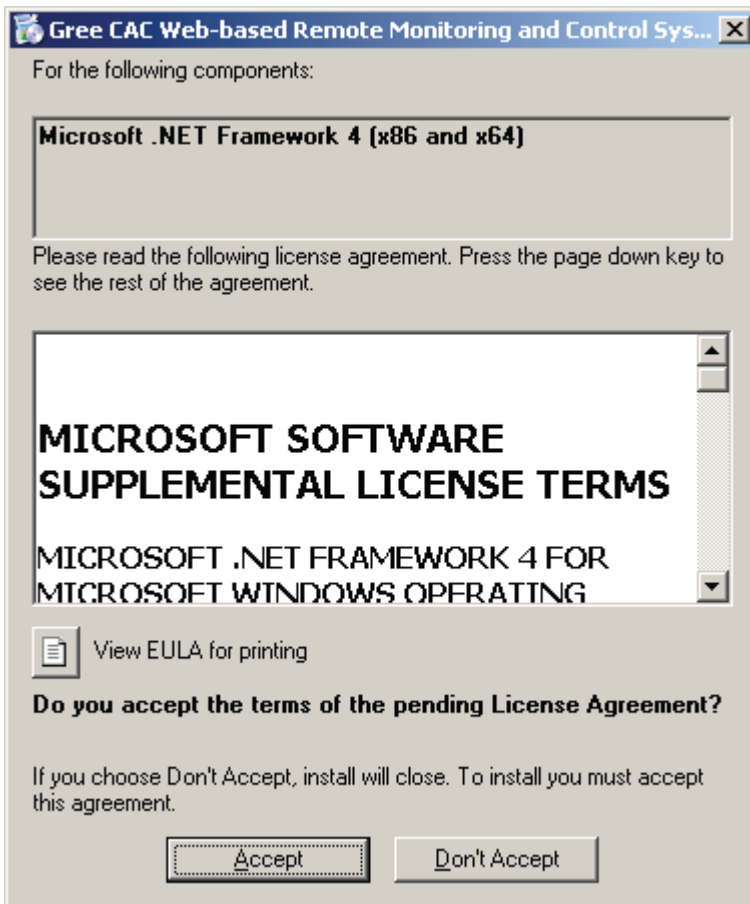 Gree CAC Web-based Remote Monitoring and Control Sys...
For the following components:
Microsoft .NET Framework 4 (x86 and x64)
Please read the following license agreement. Press the page down key to
see the rest of the agreement.
MICROSOFT SOFTWARE
SUPPLEMENTAL LICENSE TERMS
MICROSOFT .NET FRAMEWORK 4 FOR
MICROSOFT WINDOWS OPERATING
View EULA for printing
Do you accept the terms of the pending License Agreement?
If you choose Don't Accept, install will close. To install you must accept
this agreement.
Accept
Don't Accept